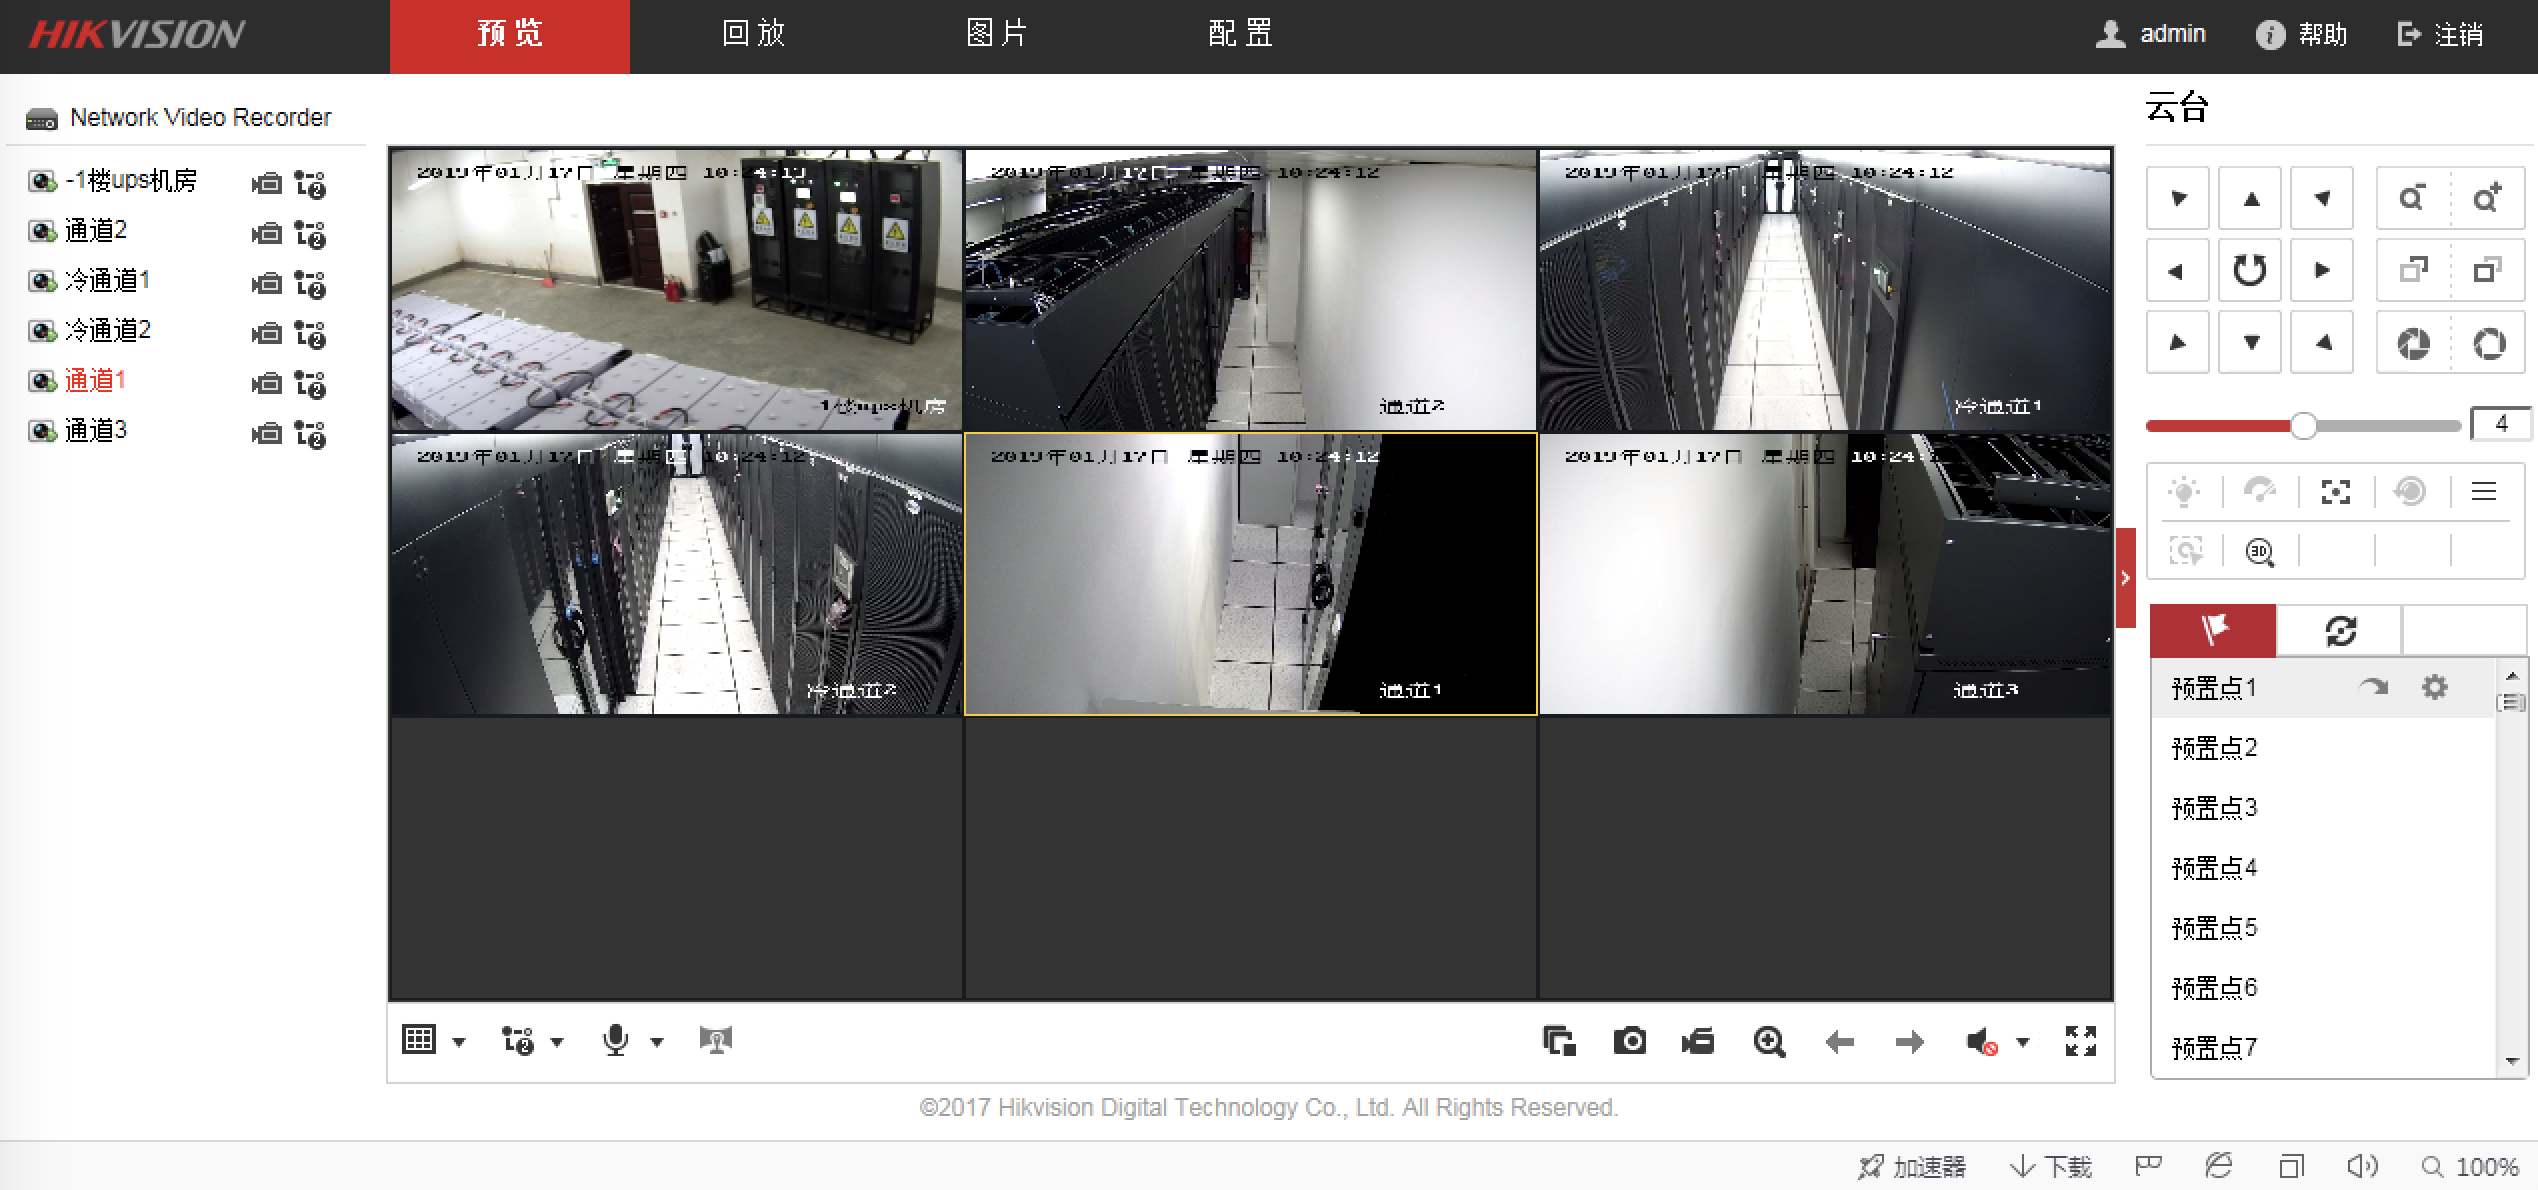 HIKVISION
预览
回放
图片
配置
admin
帮助
注销
Network Video Recorder
-1楼ups机房
通道2
冷通道1
冷通道2
通道1
通道3
2019年01月17日 星期四 10:24:13
1楼ups机房
2019年01月17日 星期四 10:24:12
通道2
2019年01月17日 星期四 10:24:12
冷通道1
2019年01月17日 星期四 10:24:12
冷通道2
2019年01月17日 星期四 10:24:12
通道1
2019年01月17日 星期四 10:24:
通道3
云台
4
3D
预置点1
预置点2
预置点3
预置点4
预置点5
预置点6
预置点7
©2017 Hikvision Digital Technology Co., Ltd. All Rights Reserved.
加速器
下载
100%